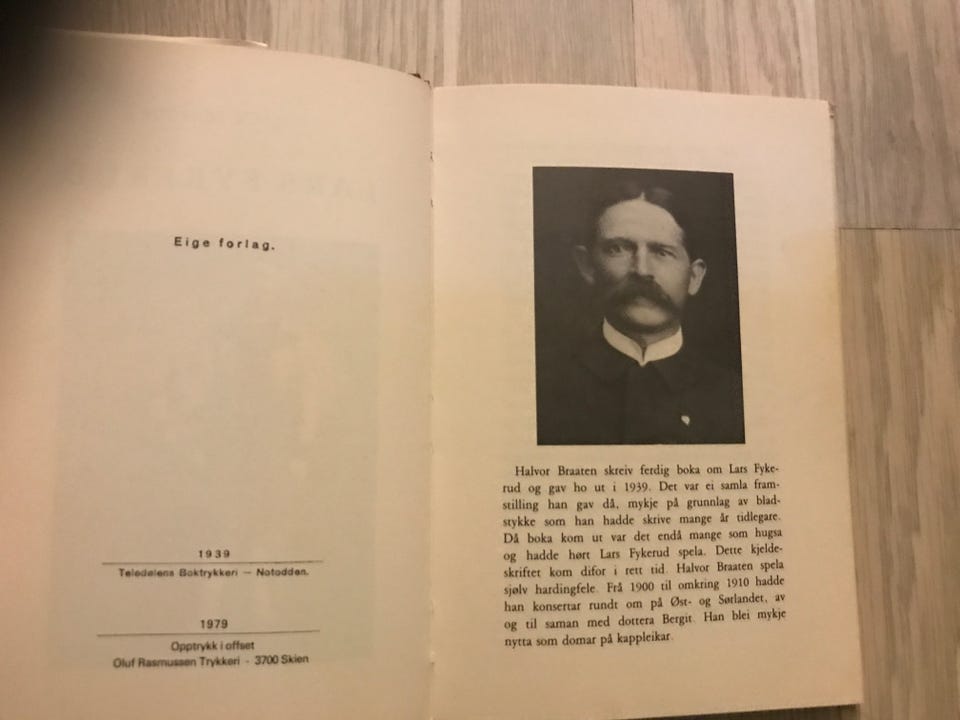 Eige forlag.
1939
Teledølens Boktrykkeri — Notodden.
1979
Opptrykk i offset
Oluf Rasmussen Trykkeri - 3700 Skien
Halvor Braaten skreiv ferdig boka om Lars Fyke-
rud og gav ho ut i 1939. Det var ei samla fram-
stilling han gav då, mykje på grunnlag av blad-
stykke som han hadde skrive mange år tidlegare.
Då boka kom ut var det endå mange som hugsa
og hadde hørt Lars Fykerud spela. Dette kjelde-
skriftet kom difor i rett tid. Halvor Braaten spela
sjølv hardingfele. Frå 1900 til omkring 1910 hadde
han konsertar rundt om på Øst- og Sørlandet, av
og til saman med dottera Bergit. Han blei mykje
nytta som domar på kappleikar.